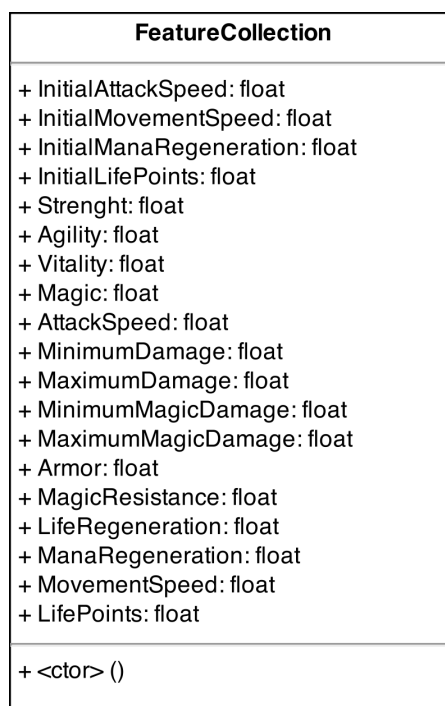 FeatureCollection
+ InitialAttackSpeed: float
+ InitialMovementSpeed: float
+ InitialManaRegeneration: float
+ InitialLifePoints: float
+ Strenght: float
+ Agility: float
+ Vitality: float
+ Magic: float
+ AttackSpeed: float
+ MinimumDamage: float
+ MaximumDamage: float
+ MinimumMagicDamage: float
+ MaximumMagicDamage: float
+ Armor: float
+ MagicResistance: float
+ LifeRegeneration: float
+ ManaRegeneration: float
+ MovementSpeed: float
+ LifePoints: float
+ <ctor> ()